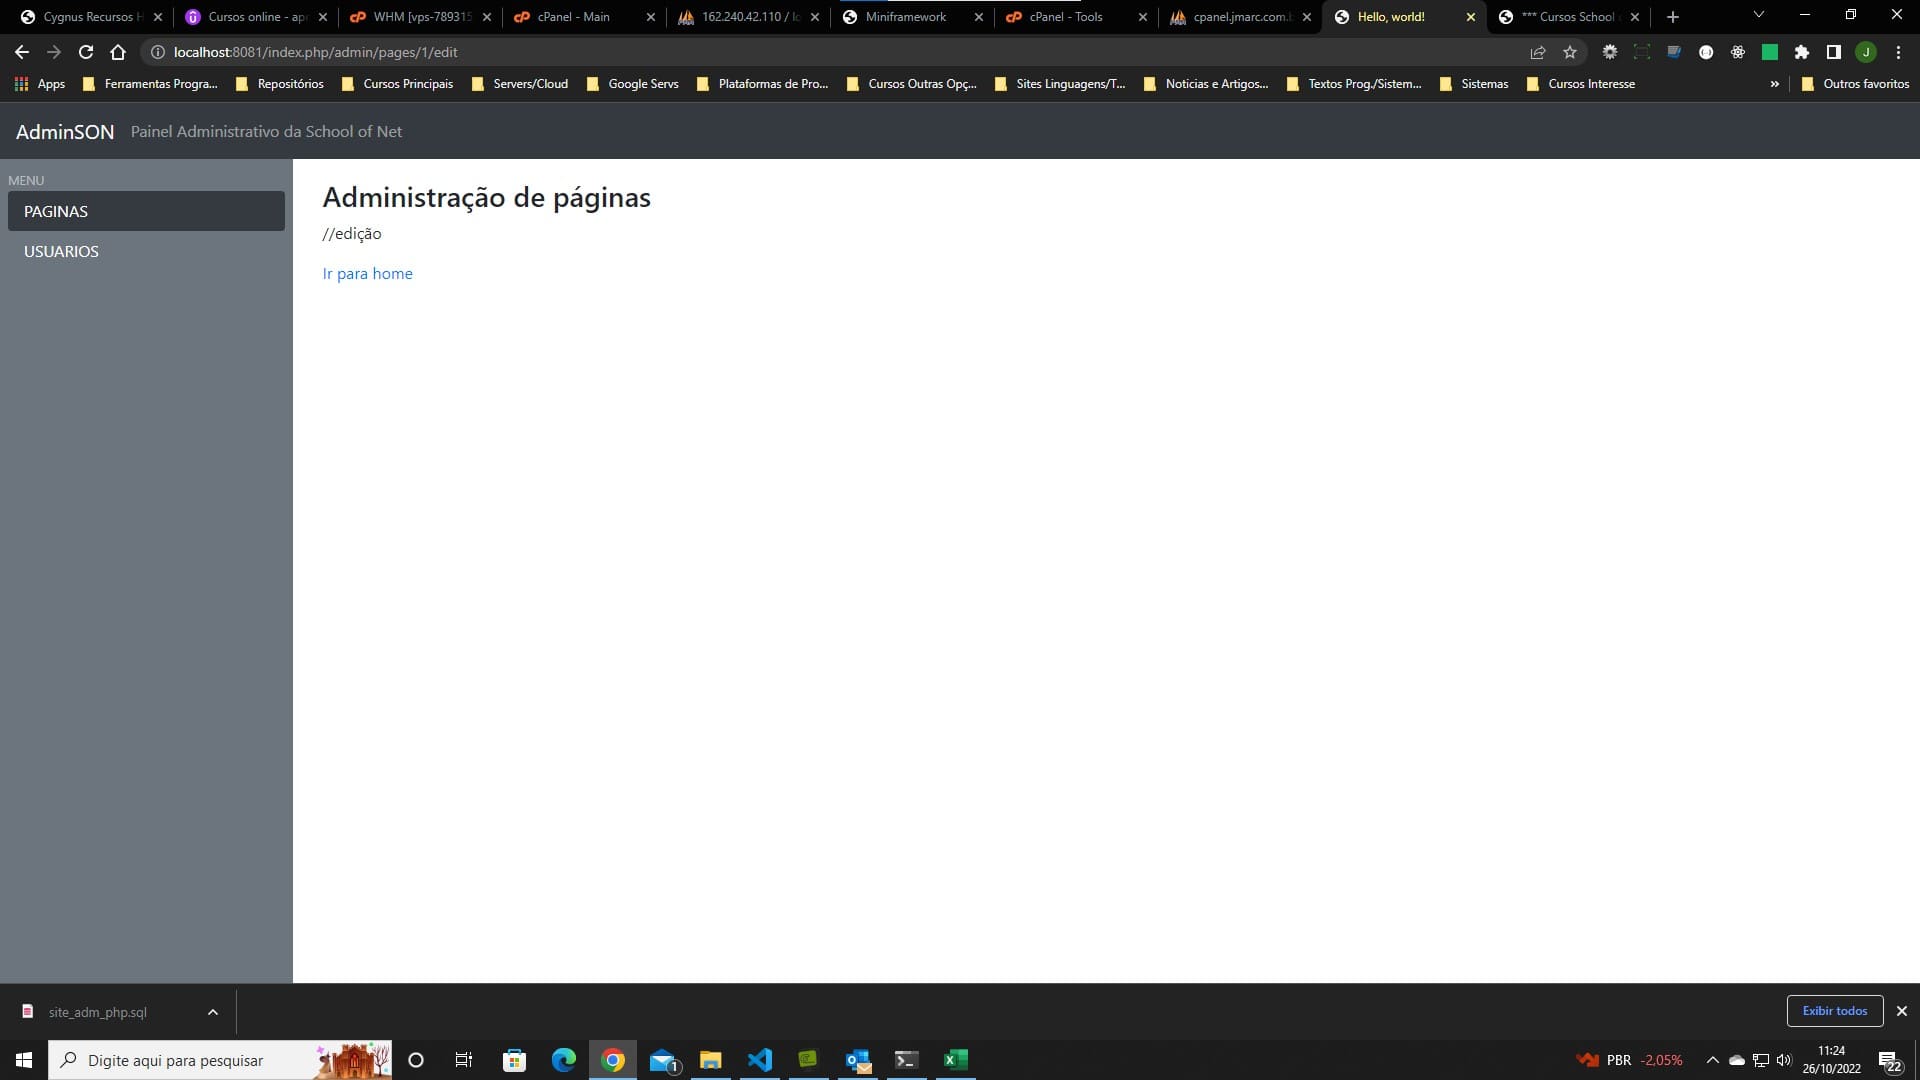 Cygnus Recursos H
Cursos online - apr
WHM [vps-789315
cPanel - Main
162.240.42.110 / lo
Miniframework
cPanel - Tools
cpanel.jmarc.com.b
Hello, world!
*** Cursos School
localhost:8081/index.php/admin/pages/1/edit
J
Apps
Ferramentas Progra...
Repositórios
Cursos Principais
Servers/Cloud
Google Servs
Plataformas de Pro...
Cursos Outras Opç...
Sites Linguagens/T...
Noticias e Artigos...
Textos Prog./Sistem...
Sistemas
Cursos Interesse
»
Outros favoritos
AdminSON Painel Administrativo da School of Net
MENU
PAGINAS
USUARIOS
Administração de páginas
//edição
Ir para home
site_adm_php.sql
Exibir todos
Digite aqui para pesquisar
1
PBR -2,05%
11:24
26/10/2022
22